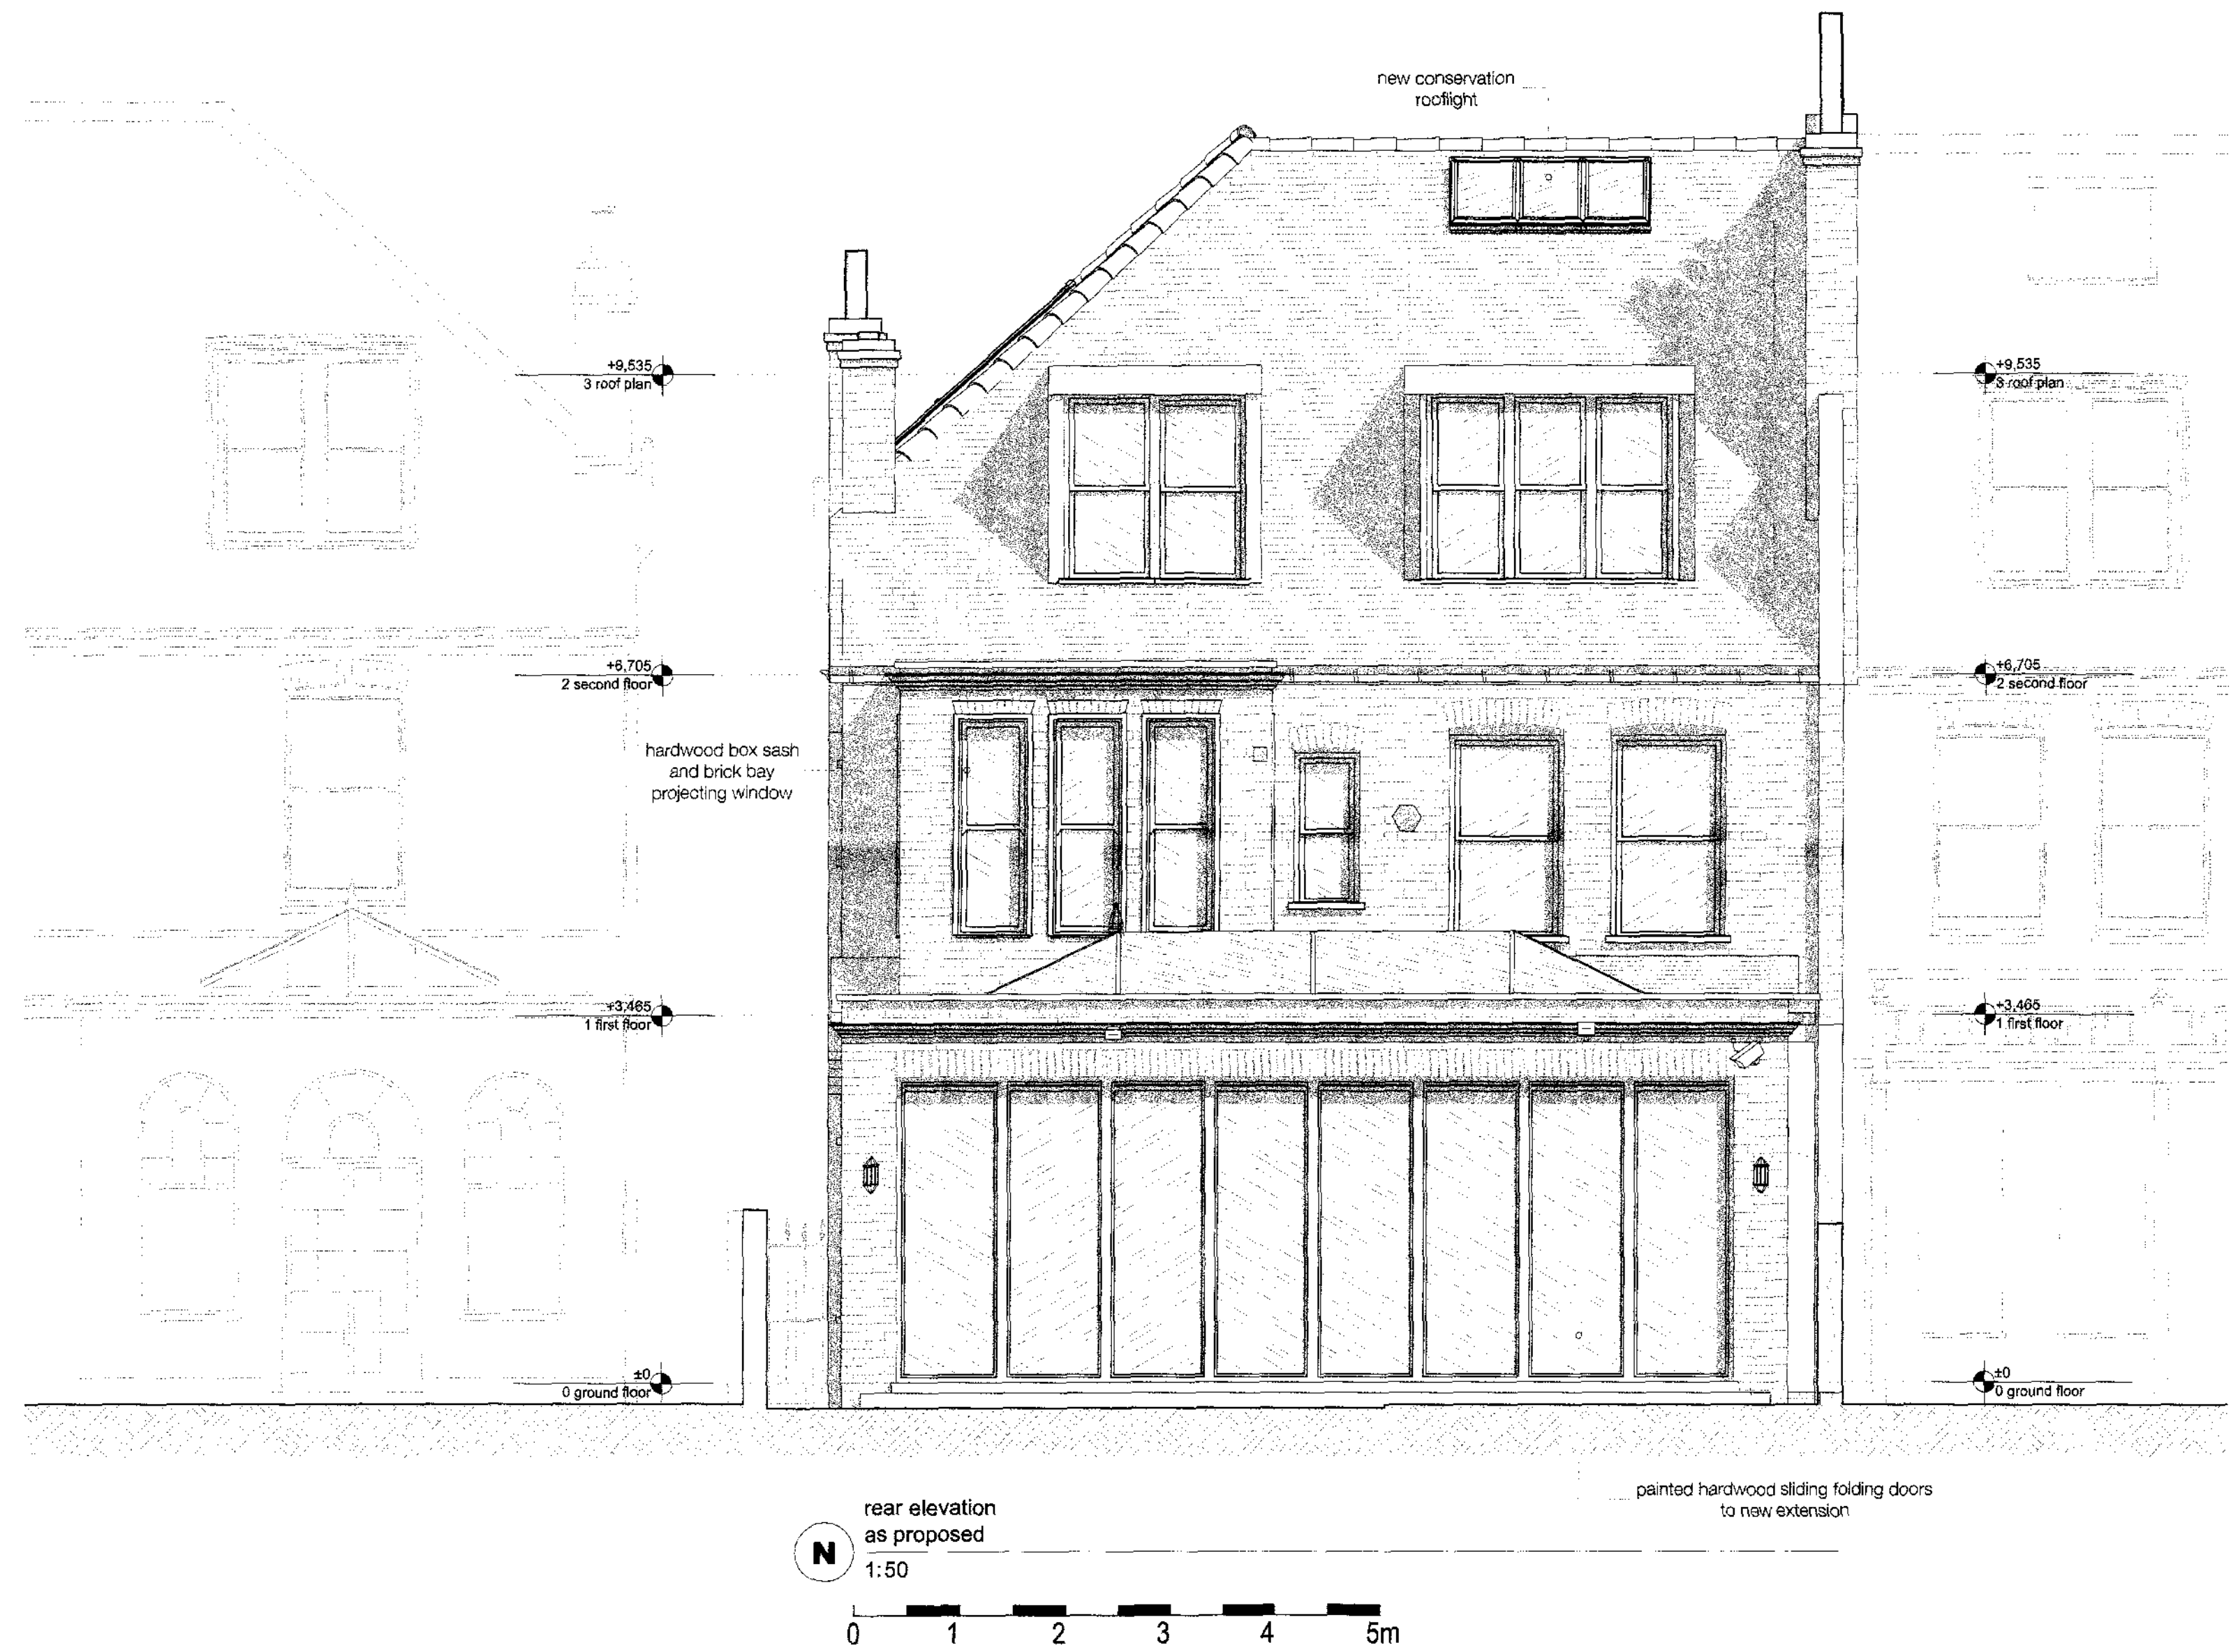 new conservation
rooflight
+9,535
3 roof plan
+9,535
3 roof plan
+6,705
2 second floor
+6,705
2 second floor
hardwood box sash
and brick bay
projecting window
+3,465
1 first floor
+3,465
1 first floor
±0
0 ground floor
±0
0 ground floor
painted hardwood sliding folding doors
to new extension
rear elevation
as proposed
N
1:50
0 1 2 3 4 5m